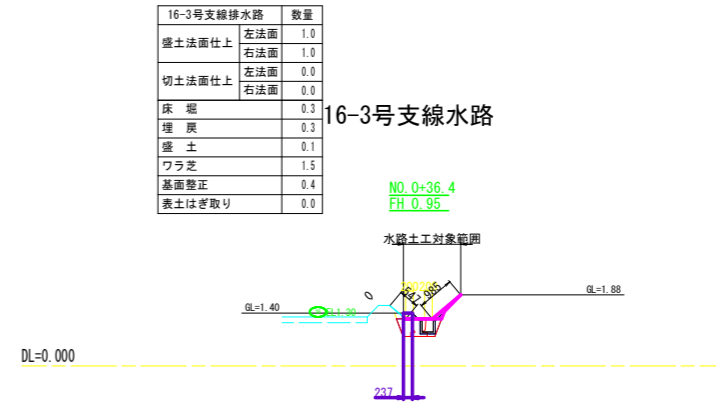 16-3号支線排水路 数量
盛土法面仕上 左法面 1.0
右法面 1.0
切土法面仕上 左法面 0.0
右法面 0.0
床 堀 0.3
埋 戻 0.3
盛 土 0.1
ワラ芝 1.5
基面整正 0.4
表土はぎ取り 0.0
16-3号支線水路
NO.0+36.4
FH 0.95
水路土工対象範囲
0
547
985
GL=1.88
GL=1.40
DL=0.000
237